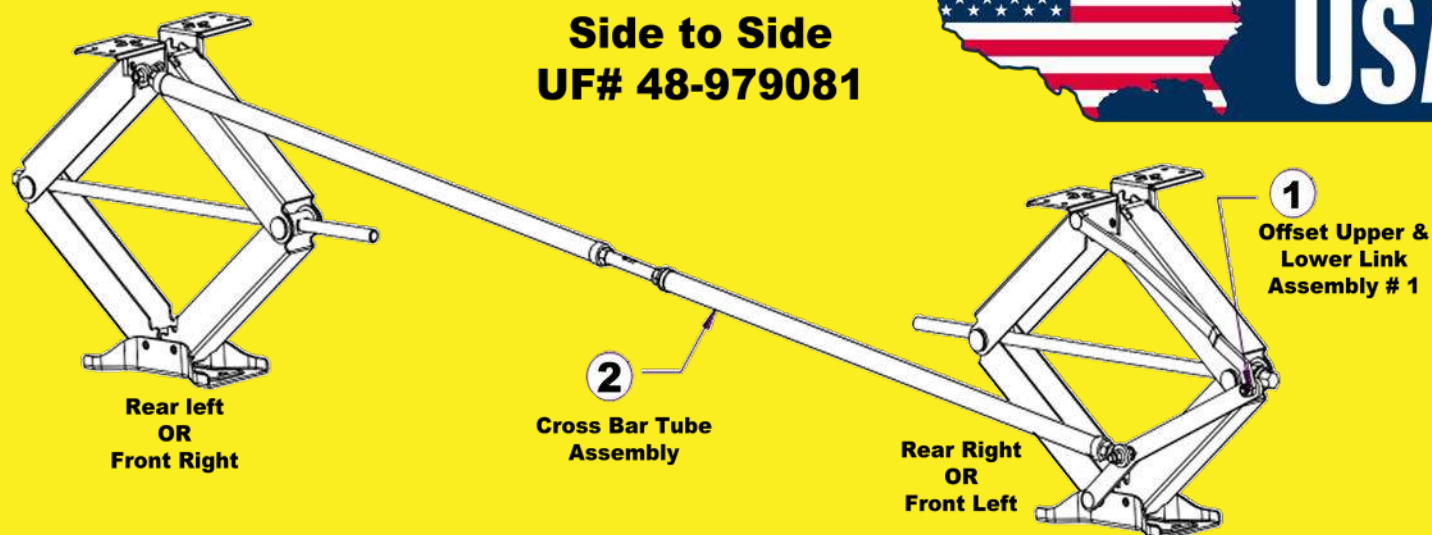 Side to Side
UF# 48-979081
1
Offset Upper &
Lower Link
Assembly # 1
2
Cross Bar Tube
Assembly
Rear left
OR
Front Right
Rear Right
OR
Front Left